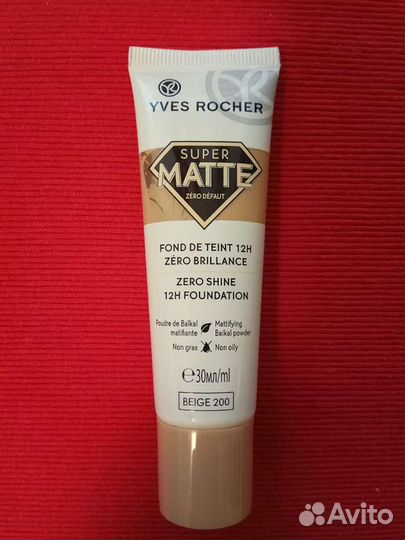 YR
YVES ROCHER
SUPER
MATTE
ZÉRO DÉFAUT
FOND DE TEINT 12H
ZÉRO BRILLANCE
ZERO SHINE
12H FOUNDATION
Poudre de Baïkal matifiante
Mattifying Baikal powder
Non gras
Non oily
℮30мл/ml
BEIGE 200
Avito